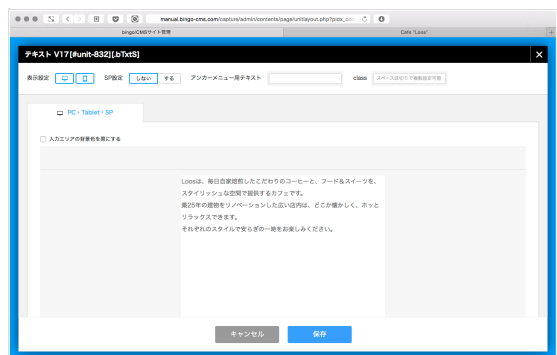 manual.bingo-cms.com/capture/admin/contents/page/unitlayout.php?pidx_con
bingo!CMSサイト管理
Cafe "Loos"
テキスト V17[#unit-832][.bTxtS]
表示設定
SP設定
しない
する
アンカーメニュー用テキスト
class
スペース区切りで複数設定可能
PC・Tablet・SP
入力エリアの背景色を黒にする
Loosは、毎日自家焙煎したこだわりのコーヒーと、フード&スイーツを、
スタイリッシュな空間で提供するカフェです。
築25年の建物をリノベーションした広い店内は、どこか懐かしく、ホッと
リラックスできます。
それぞれのスタイルで安らぎの一時をお楽しみください。
キャンセル
保存